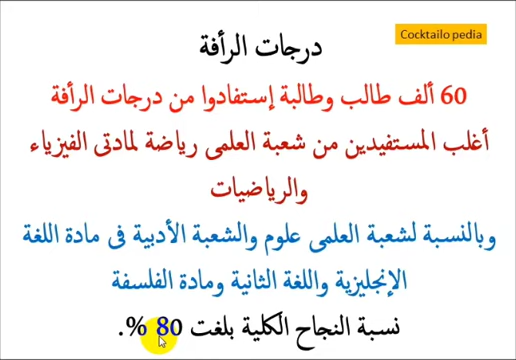 Cocktailo pedia
درجات الرأفة
60 ألف طالب وطالبة إستفادوا من درجات الرأفة
أغلب المستفيدين من شعبة العلمى رياضة لمادتى الفيزياء
والرياضيات
وبالنسبة لشعبة العلمى علوم والشعبة الأدبية فى مادة اللغة
الإنجليزية واللغة الثانية ومادة الفلسفة
نسبة النجاح الكلية بلغت 80 %.